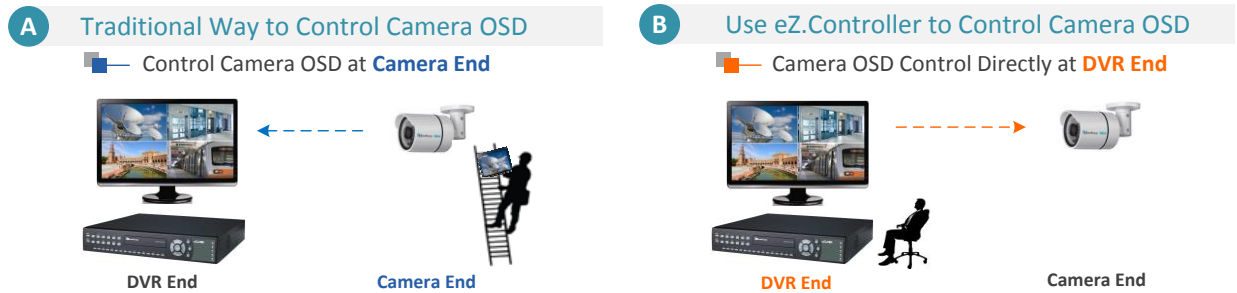 A
Traditional Way to Control Camera OSD
Control Camera OSD at Camera End
DVR End
Camera End
B
Use eZ.Controller to Control Camera OSD
Camera OSD Control Directly at DVR End
DVR End
Camera End